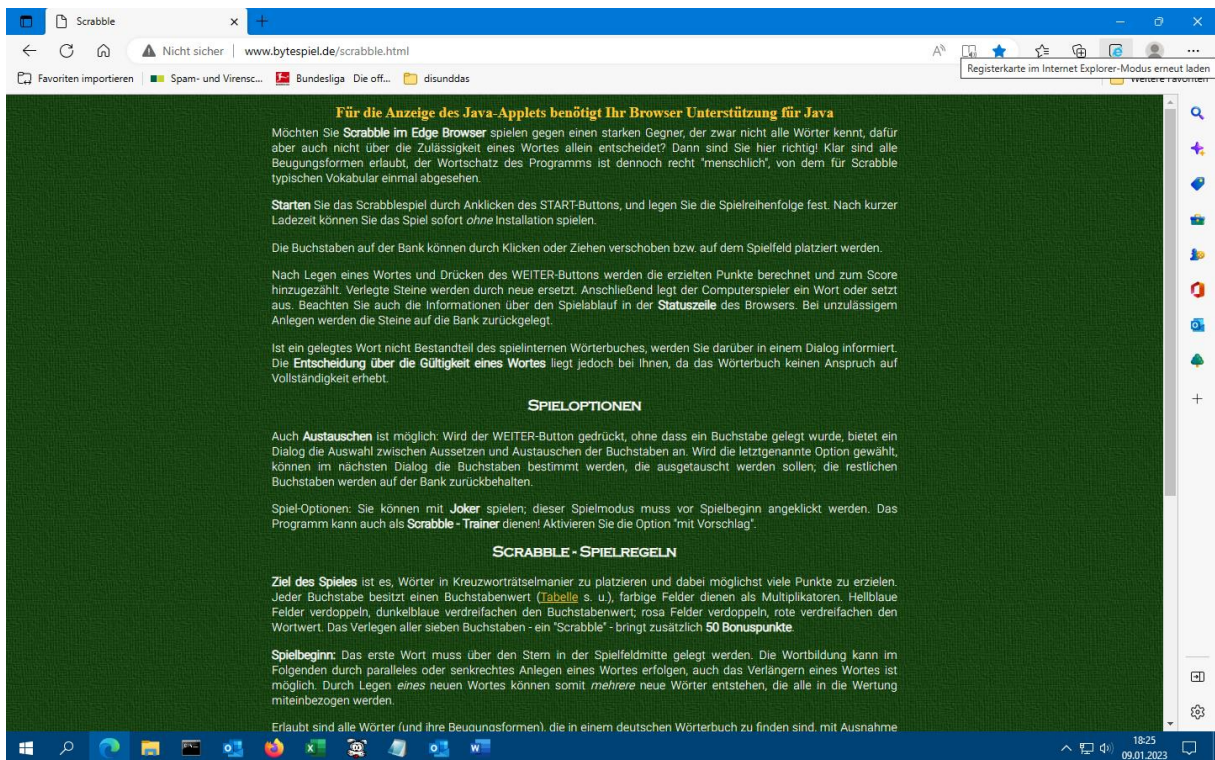 Scrabble
Nicht sicher
www.bytespiel.de/scrabble.html
Registerkarte im Internet Explorer-Modus erneut laden
Favoriten importieren
Spam- und Virensc...
Bundesliga Die off...
disunddas
Weitere Favoriten
Für die Anzeige des Java-Applets benötigt Ihr Browser Unterstützung für Java
Möchten Sie Scrabble im Edge Browser spielen gegen einen starken Gegner, der zwar nicht alle Wörter kennt, dafür
aber auch nicht über die Zulässigkeit eines Wortes allein entscheidet? Dann sind Sie hier richtig! Klar sind alle
Beugungsformen erlaubt, der Wortschatz des Programms ist dennoch recht "menschlich", von dem für Scrabble
typischen Vokabular einmal abgesehen.
Starten Sie das Scrabblespiel durch Anklicken des START-Buttons, und legen Sie die Spielreihenfolge fest. Nach kurzer
Ladezeit können Sie das Spiel sofort ohne Installation spielen.
Die Buchstaben auf der Bank können durch Klicken oder Ziehen verschoben bzw. auf dem Spielfeld platziert werden.
Nach Legen eines Wortes und Drücken des WEITER-Buttons werden die erzielten Punkte berechnet und zum Score
hinzugezählt. Verlegte Steine werden durch neue ersetzt. Anschließend legt der Computerspieler ein Wort oder setzt
aus. Beachten Sie auch die Informationen über den Spielablauf in der Statuszeile des Browsers. Bei unzulässigem
Anlegen werden die Steine auf die Bank zurückgelegt.
Ist ein gelegtes Wort nicht Bestandteil des spielinternen Wörterbuches, werden Sie darüber in einem Dialog informiert.
Die Entscheidung über die Gültigkeit eines Wortes liegt jedoch bei Ihnen, da das Wörterbuch keinen Anspruch auf
Vollständigkeit erhebt.
SPIELOPTIONEN
Auch Austauschen ist möglich: Wird der WEITER-Button gedrückt, ohne dass ein Buchstabe gelegt wurde, bietet ein
Dialog die Auswahl zwischen Aussetzen und Austauschen der Buchstaben an. Wird die letztgenannte Option gewählt,
können im nächsten Dialog die Buchstaben bestimmt werden, die ausgetauscht werden sollen; die restlichen
Buchstaben werden auf der Bank zurückbehalten.
Spiel-Optionen: Sie können mit Joker spielen; dieser Spielmodus muss vor Spielbeginn angeklickt werden. Das
Programm kann auch als Scrabble - Trainer dienen! Aktivieren Sie die Option "mit Vorschlag".
SCRABBLE - SPIELREGELN
Ziel des Spieles ist es, Wörter in Kreuzworträtselmanier zu platzieren und dabei möglichst viele Punkte zu erzielen.
Jeder Buchstabe besitzt einen Buchstabenwert (Tabelle s. u.), farbige Felder dienen als Multiplikatoren. Hellblaue
Felder verdoppeln, dunkelblaue verdreifachen den Buchstabenwert; rosa Felder verdoppeln, rote verdreifachen den
Wortwert. Das Verlegen aller sieben Buchstaben - ein "Scrabble" - bringt zusätzlich 50 Bonuspunkte.
Spielbeginn: Das erste Wort muss über den Stern in der Spielfeldmitte gelegt werden. Die Wortbildung kann im
Folgenden durch paralleles oder senkrechtes Anlegen eines Wortes erfolgen, auch das Verlängern eines Wortes ist
möglich. Durch Legen eines neuen Wortes können somit mehrere neue Wörter entstehen, die alle in die Wertung
miteinbezogen werden.
Erlaubt sind alle Wörter (und ihre Beugungsformen), die in einem deutschen Wörterbuch zu finden sind, mit Ausnahme
18:25
09.01.2023